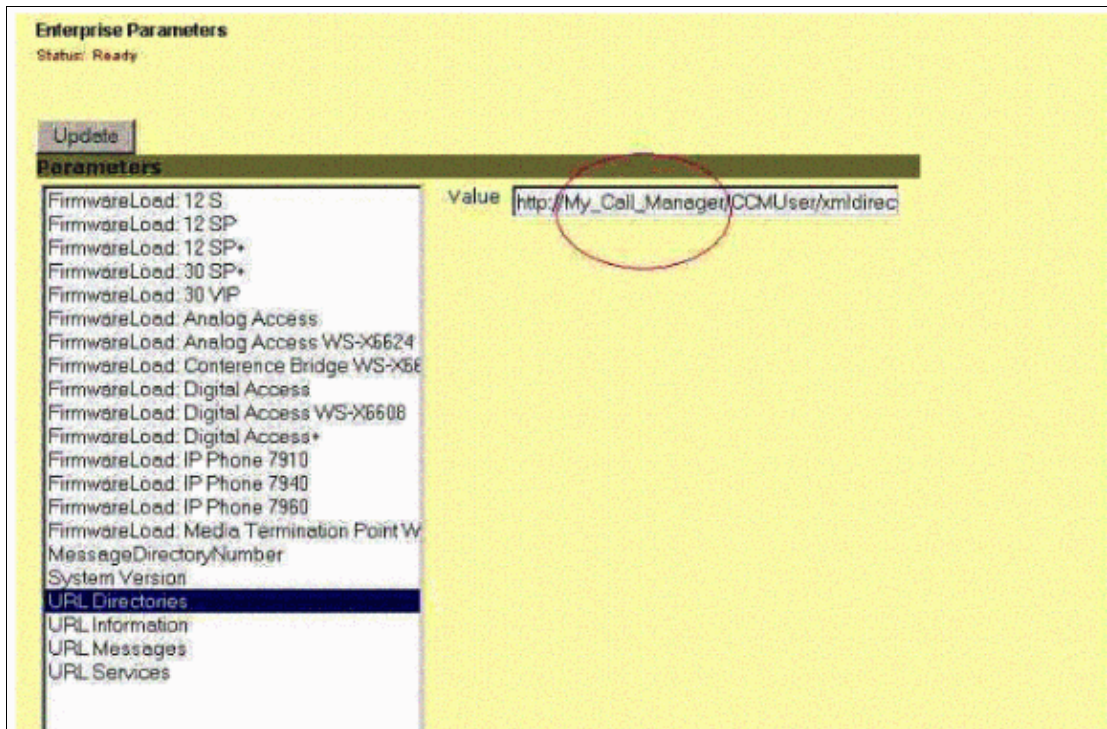 Enterprise Parameters
Status: Ready
Update
Parameters
Value http://My_Call_Manager/CCMUser/xmldirec
FirmwareLoad: 12 S
FirmwareLoad: 12 SP
FirmwareLoad: 12 SP+
FirmwareLoad: 30 SP+
FirmwareLoad: 30 VIP
FirmwareLoad: Analog Access
FirmwareLoad: Analog Access WS-X6624
FirmwareLoad: Conference Bridge WS-X66
FirmwareLoad: Digital Access
FirmwareLoad: Digital Access WS-X6608
FirmwareLoad: Digital Access+
FirmwareLoad: IP Phone 7910
FirmwareLoad: IP Phone 7940
FirmwareLoad: IP Phone 7960
FirmwareLoad: Media Termination Point W
MessageDirectoryNumber
System Version
URL Directories
URL Information
URL Messages
URL Services